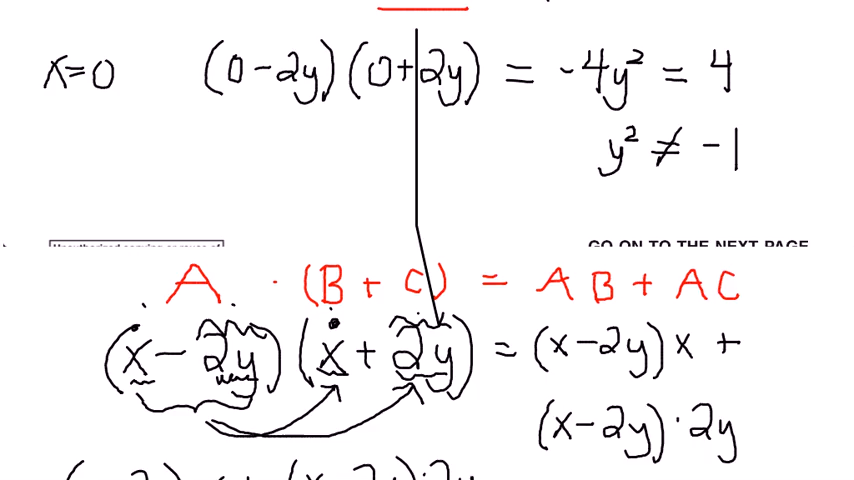 x=0 (0-2y)(0+2y) = -4y² = 4
y² ≠ -1
GO ON TO THE NEXT PAGE
A · (B + C) = AB + AC
(x-2y)(x+2y) = (x-2y)x +
(x-2y)·2y